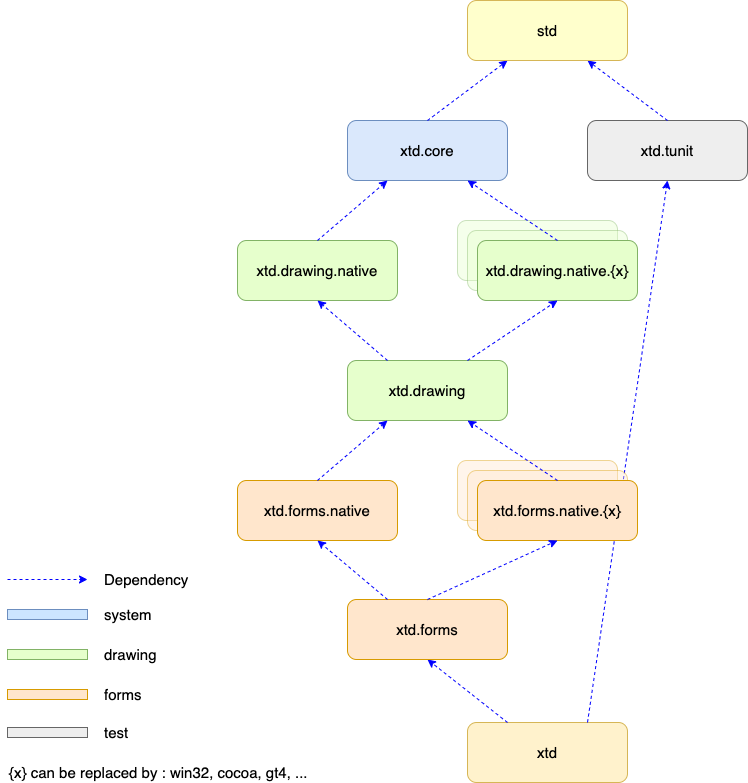 std
xtd.core
xtd.tunit
xtd.drawing.native
xtd.drawing.native.{x}
xtd.drawing
xtd.forms.native
xtd.forms.native.{x}
xtd.forms
xtd
Dependency
system
drawing
forms
test
{x} can be replaced by : win32, cocoa, gt4, ...